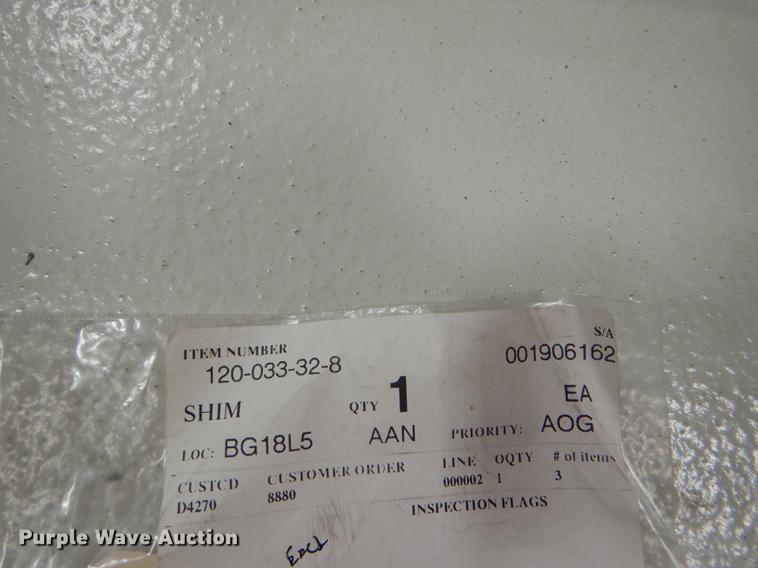 S/A
ITEM NUMBER 001906162
120-033-32-8
SHIM QTY 1 EA
LOC: BG18L5 AAN PRIORITY: AOG
CUSTCD CUSTOMER ORDER LINE OQTY # of items
D4270 8880 000002 1 3
INSPECTION FLAGS
Purple Wave Auction